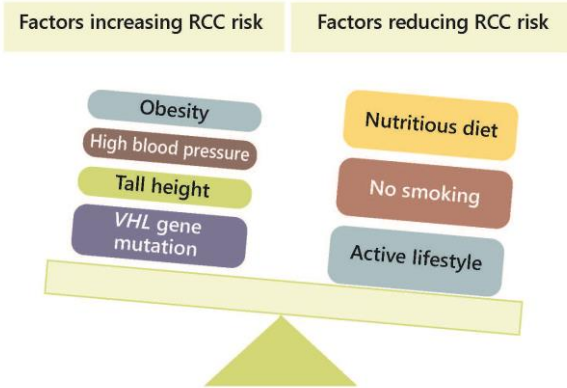 Factors increasing RCC risk
Factors reducing RCC risk
Obesity
High blood pressure
Tall height
VHL gene
mutation
Nutritious diet
No smoking
Active lifestyle